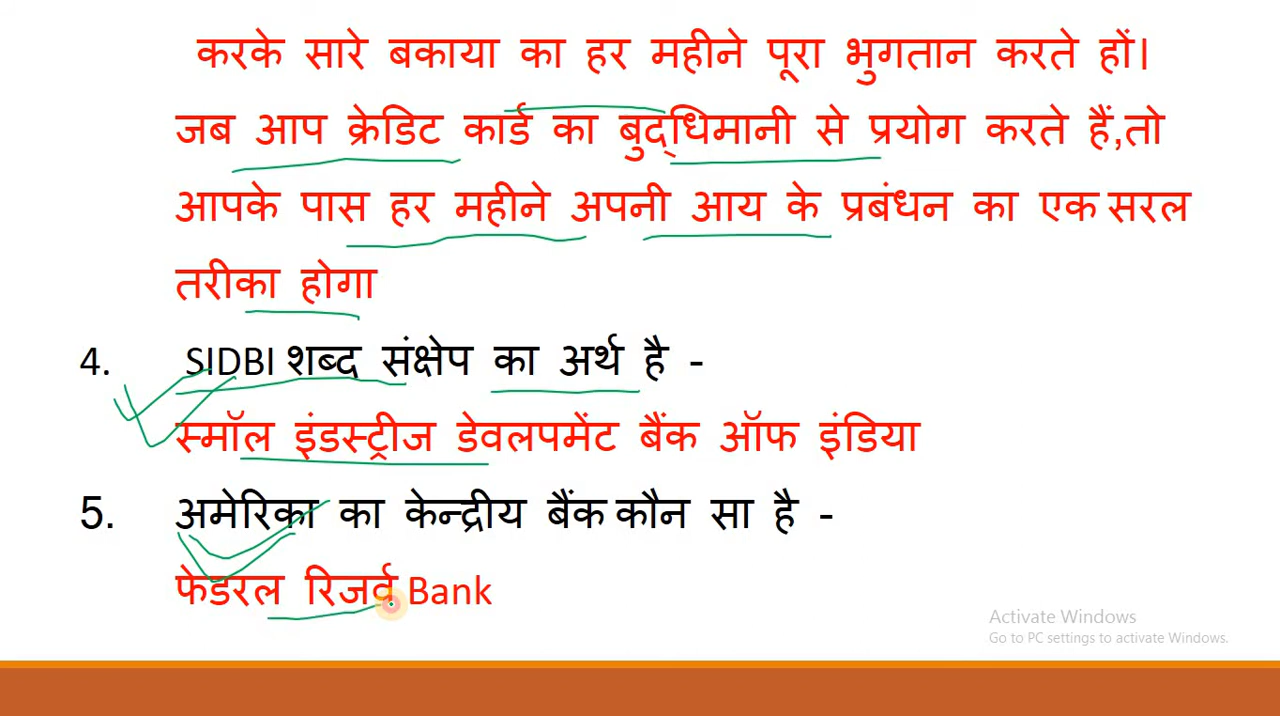 करके सारे बकाया का हर महीने पूरा भुगतान करते हों।
जब आप क्रेडिट कार्ड का बुद्धिमानी से प्रयोग करते हैं,तो
आपके पास हर महीने अपनी आय के प्रबंधन का एक सरल
तरीका होगा
4. SIDBI शब्द संक्षेप का अर्थ है -
स्मॉल इंडस्ट्रीज डेवलपमेंट बैंक ऑफ इंडिया
5. अमेरिका का केन्द्रीय बैंक कौन सा है -
फेडरल रिजर्व Bank
Activate Windows
Go to PC settings to activate Windows.